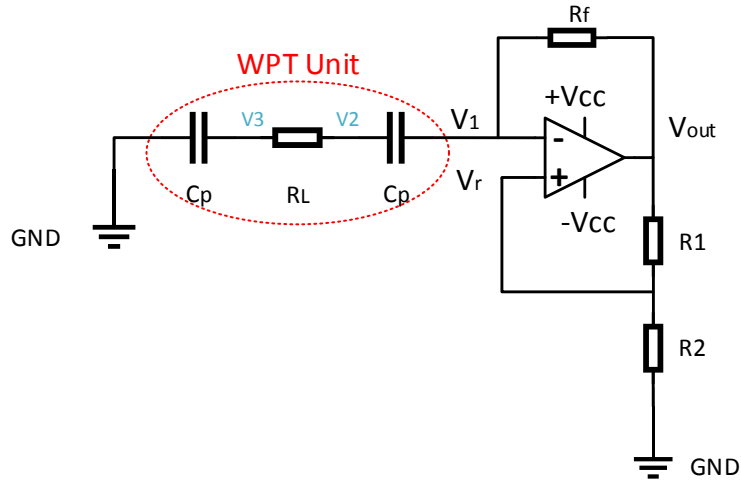 Rf
WPT Unit
+Vcc
V3
V2
V1
Vout
-
+
Vr
Cp
RL
Cp
-Vcc
GND
R1
R2
GND